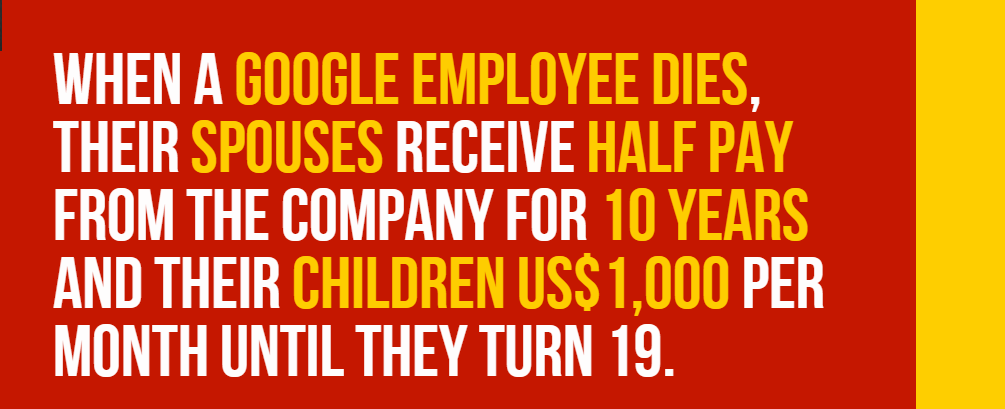 WHEN A GOOGLE EMPLOYEE DIES,
THEIR SPOUSES RECEIVE HALF PAY
FROM THE COMPANY FOR 10 YEARS
AND THEIR CHILDREN US$1,000 PER
MONTH UNTIL THEY TURN 19.